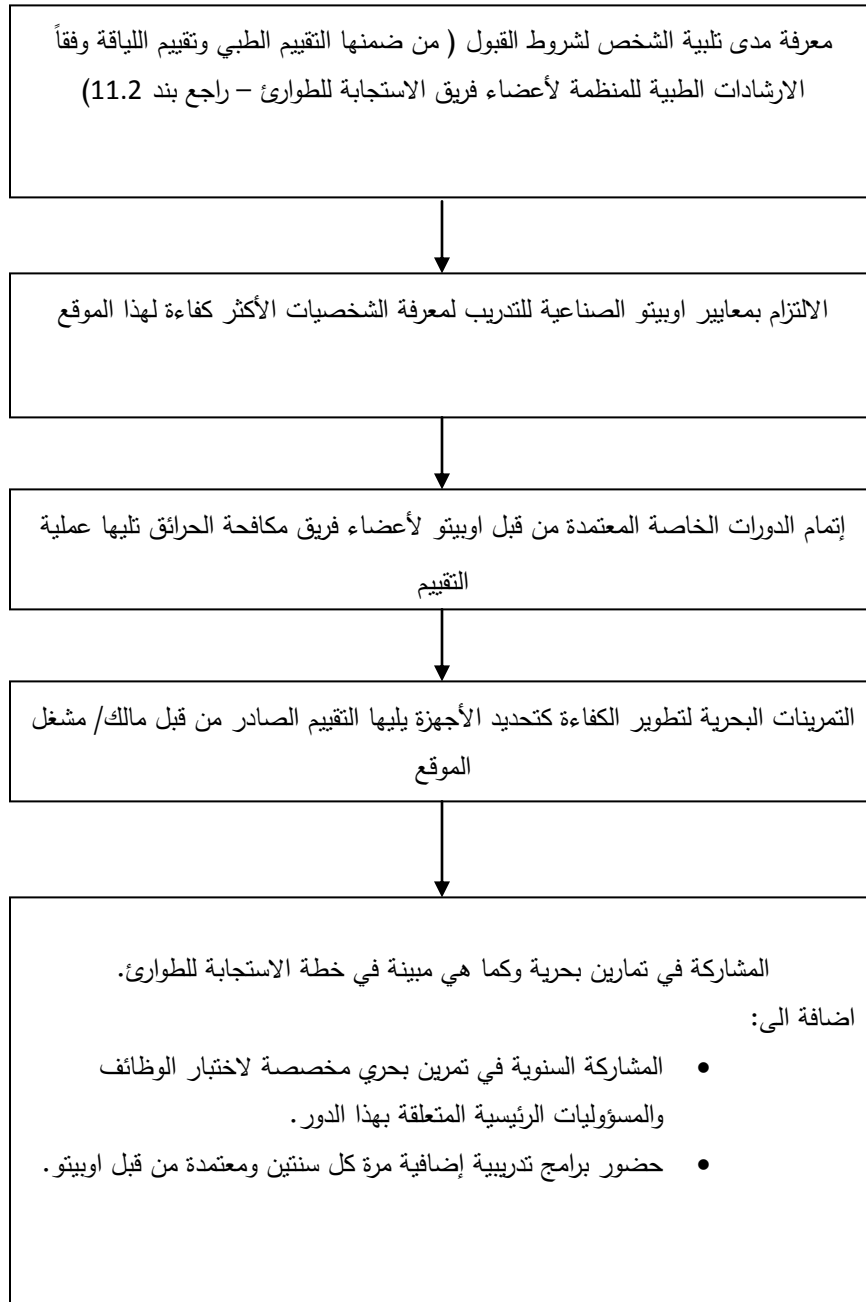 معرفة مدى تلبية الشخص لشروط القبول ( من ضمنها التقييم الطبي وتقييم اللياقة وفقاً
الارشادات الطبية للمنظمة لأعضاء فريق الاستجابة للطوارئ – راجع بند 11.2)
الالتزام بمعايير اوبيتو الصناعية للتدريب لمعرفة الشخصيات الأكثر كفاءة لهذا الموقع
إتمام الدورات الخاصة المعتمدة من قبل اوبيتو لأعضاء فريق مكافحة الحرائق تليها عملية
التقييم
التمرينات البحرية لتطوير الكفاءة كتحديد الأجهزة يليها التقييم الصادر من قبل مالك/ مشغل
الموقع
المشاركة في تمارين بحرية وكما هي مبينة في خطة الاستجابة للطوارئ.
اضافة الى:
• المشاركة السنوية في تمرين بحري مخصصة لاختبار الوظائف
والمسؤوليات الرئيسية المتعلقة بهذا الدور.
• حضور برامج تدريبية إضافية مرة كل سنتين ومعتمدة من قبل اوبيتو.